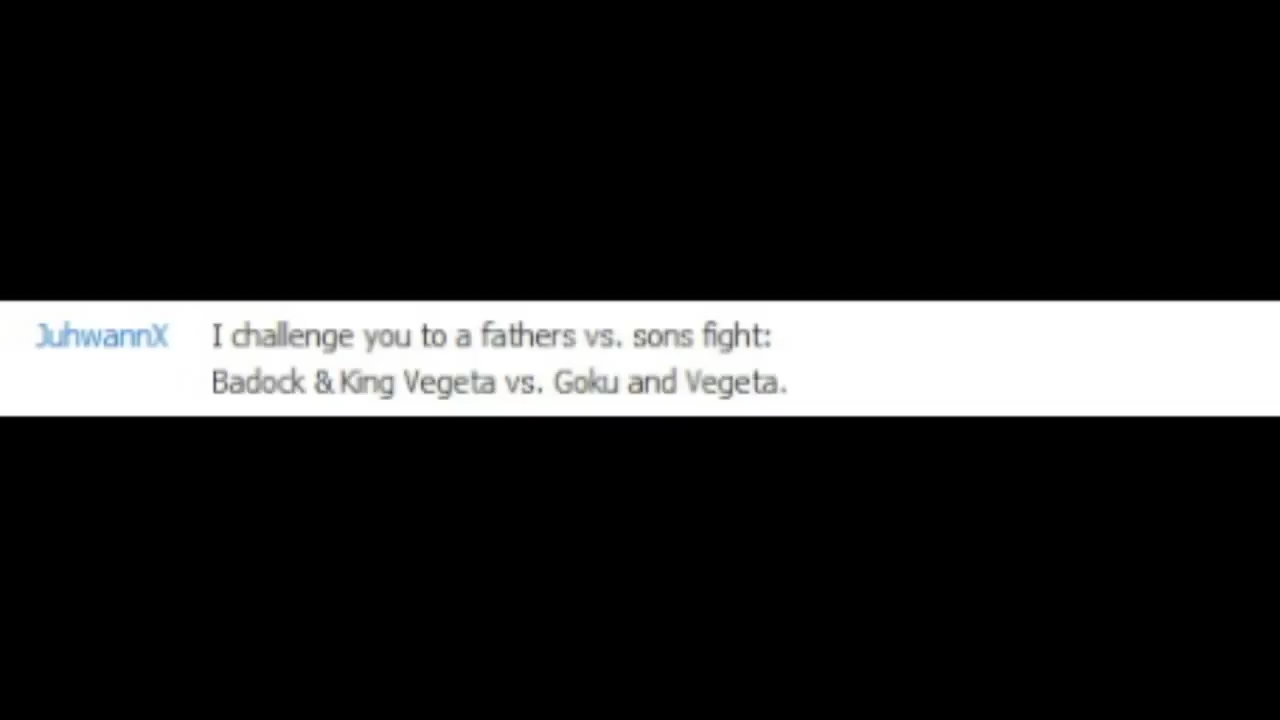 JuhwannX I challenge you to a fathers vs. sons fight:
Badock & King Vegeta vs. Goku and Vegeta.